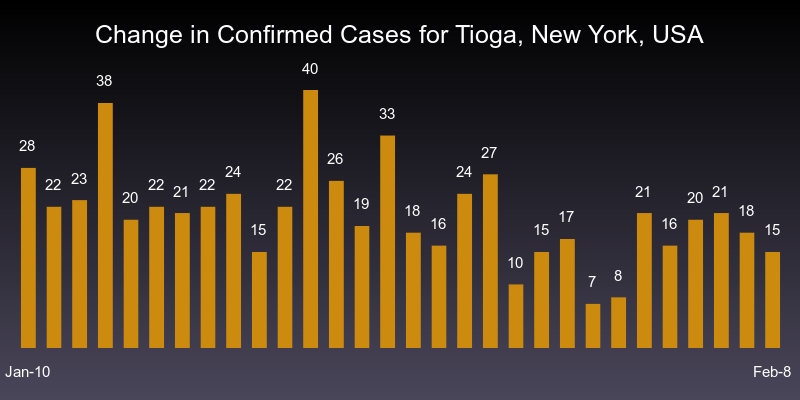 Change in Confirmed Cases for Tioga, New York, USA
28 22 23 38 20 22 21 22 24 15 22 40 26 19 33 18 16 24 27 10 15 17 7 8 21 16 20 21 18 15
Jan-10 Feb-8